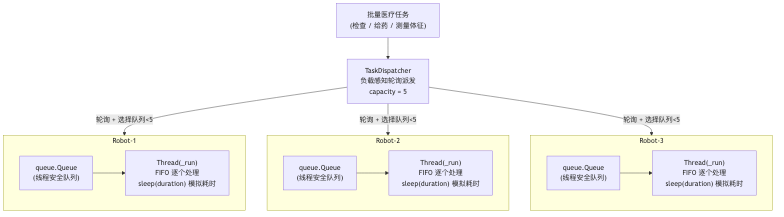 批量医疗任务
(检查 / 给药 / 测量体征)
TaskDispatcher
负载感知轮询派发
capacity = 5
轮询 + 选择队列<5
轮询 + 选择队列<5
轮询 + 选择队列<5
Robot-1
queue.Queue
(线程安全队列)
Thread(_run)
FIFO 逐个处理
sleep(duration) 模拟耗时
Robot-2
queue.Queue
(线程安全队列)
Thread(_run)
FIFO 逐个处理
sleep(duration) 模拟耗时
Robot-3
queue.Queue
(线程安全队列)
Thread(_run)
FIFO 逐个处理
sleep(duration) 模拟耗时